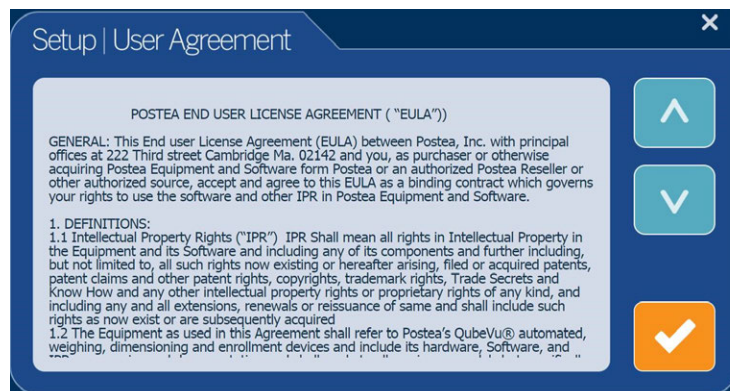 Setup | User Agreement
POSTEA END USER LICENSE AGREEMENT ( “EULA”))
GENERAL: This End user License Agreement (EULA) between Postea, Inc. with principal
offices at 222 Third street Cambridge Ma. 02142 and you, as purchaser or otherwise
acquiring Postea Equipment and Software form Postea or an authorized Postea Reseller or
other authorized source, accept and agree to this EULA as a binding contract which governs
your rights to use the software and other IPR in Postea Equipment and Software.
1. DEFINITIONS:
1.1 Intellectual Property Rights (“IPR”) IPR Shall mean all rights in Intellectual Property in
the Equipment and its Software and including any of its components and further including,
but not limited to, all such rights now existing or hereafter arising, filed or acquired patents,
patent claims and other patent rights, copyrights, trademark rights, Trade Secrets and
Know How and any other intellectual property rights or proprietary rights of any kind, and
including any and all extensions, renewals or reissuance of same and shall include such
rights as now exist or are subsequently acquired
1.2 The Equipment as used in this Agreement shall refer to Postea's QubeVu® automated,
weighing, dimensioning and enrollment devices and include its hardware, Software, and